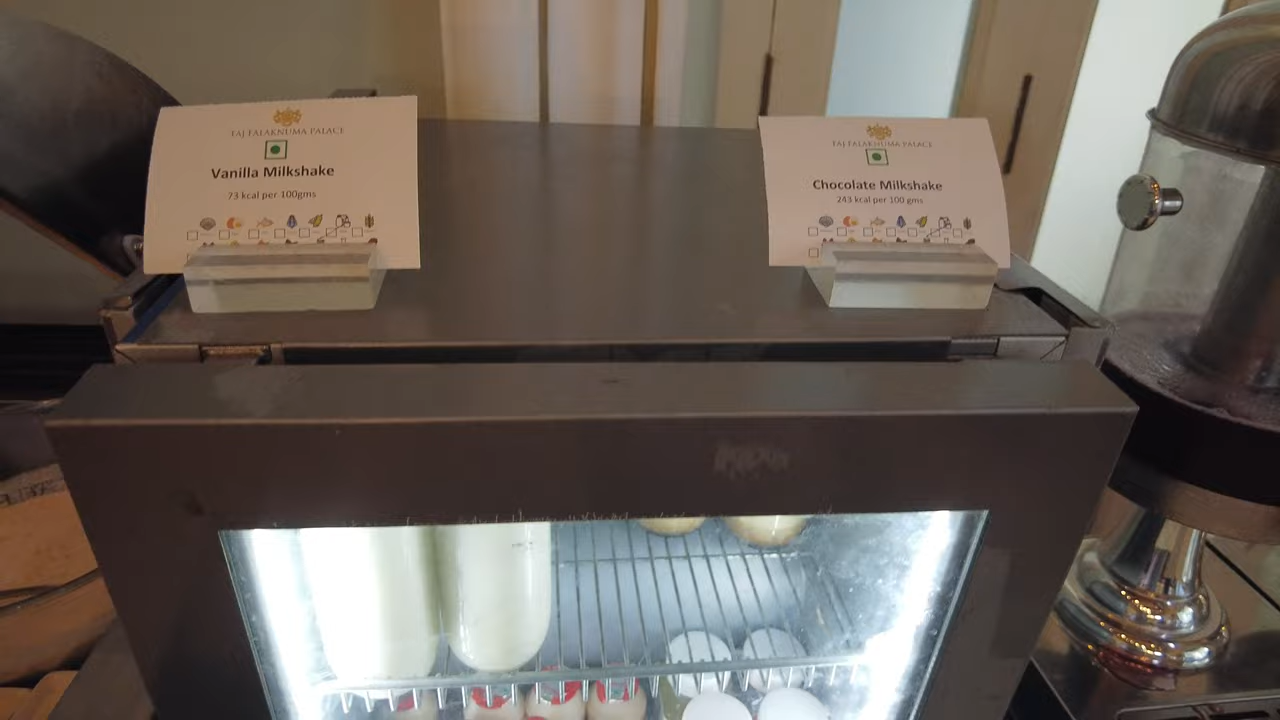 TAJ FALAKNUMA PALACE
Vanilla Milkshake
73 kcal per 100gms
TAJ FALAKNUMA PALACE
Chocolate Milkshake
243 kcal per 100 gms